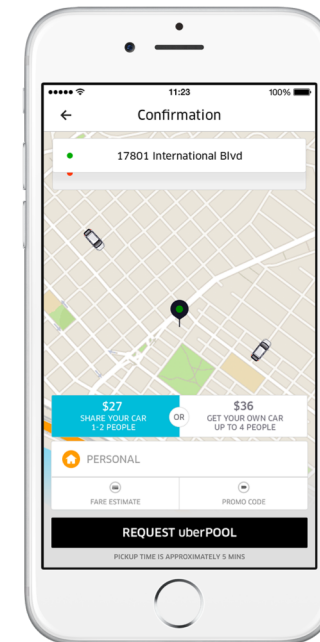 11:23
100%
Confirmation
17801 International Blvd
$27
SHARE YOUR CAR
1-2 PEOPLE
OR
$36
GET YOUR OWN CAR
UP TO 4 PEOPLE
PERSONAL
FARE ESTIMATE
PROMO CODE
REQUEST uberPOOL
PICKUP TIME IS APPROXIMATELY 5 MINS